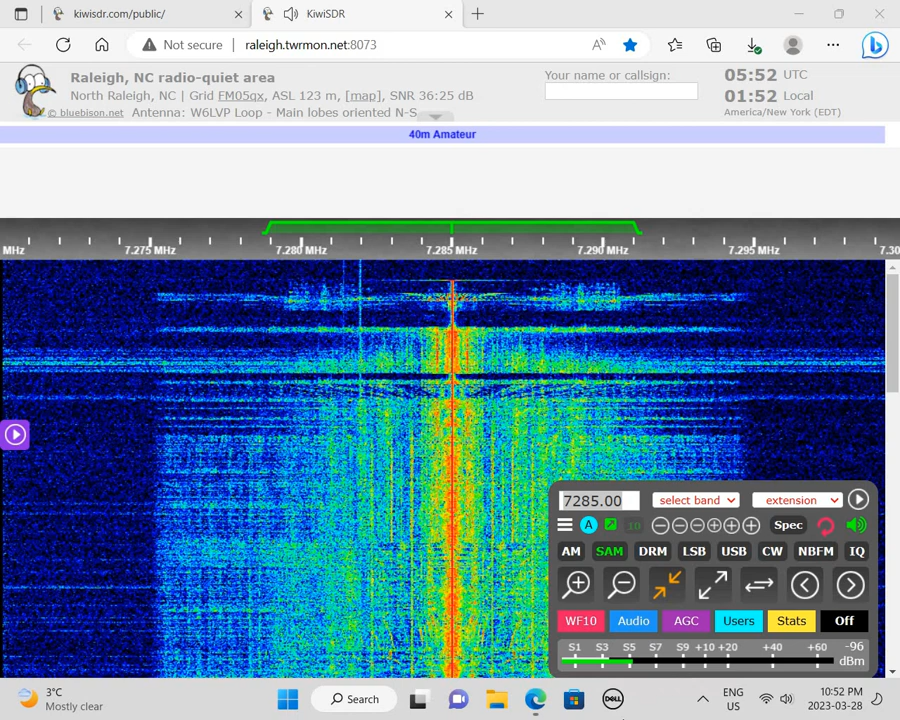 kiwisdr.com/public/
KiwiSDR
Not secure | raleigh.twrmon.net:8073
Raleigh, NC radio-quiet area
North Raleigh, NC | Grid FM05qx, ASL 123 m, [map], SNR 36:25 dB
© bluebison.net Antenna: W6LVP Loop - Main lobes oriented N-S
Your name or callsign:
05:52 UTC
01:52 Local
America/New York (EDT)
40m Amateur
MHz 7.275 MHz 7.280 MHz 7.285 MHz 7.290 MHz 7.295 MHz 7.30
7285.00 select band extension
A 10 Spec
AM SAM DRM LSB USB CW NBFM IQ
WF10 Audio AGC Users Stats Off
S1 S3 S5 S7 S9 +10 +20 +40 +60 -96
dBm
3°C
Mostly clear
Search
DELL
ENG
US
10:52 PM
2023-03-28